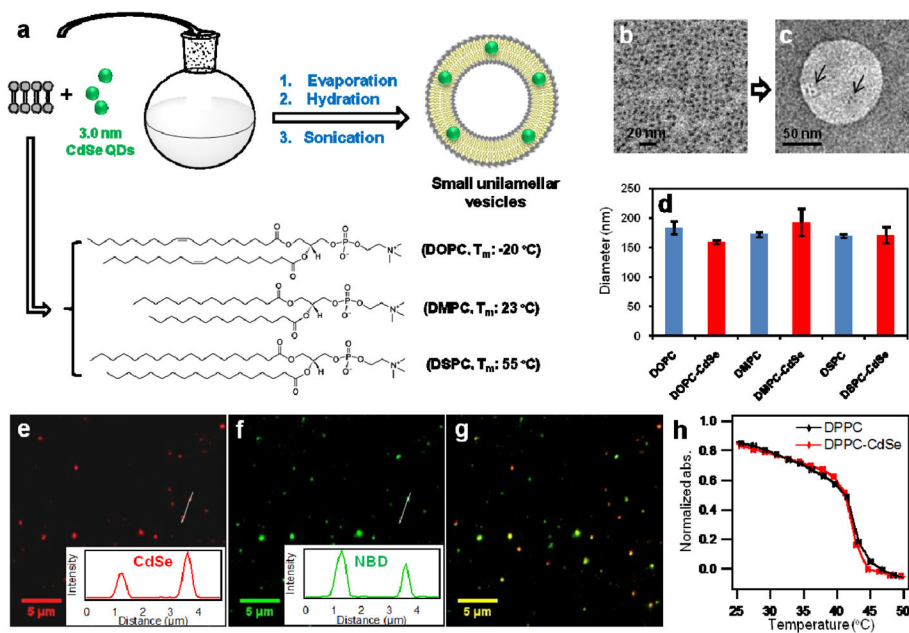 a
+
3.0 nm
CdSe QDs
1. Evaporation
2. Hydration
3. Sonication
Small unilamellar
vesicles
b
20 nm
c
50 nm
(DOPC, Tm: -20 °C)
(DMPC, Tm: 23 °C)
(DSPC, Tm: 55 °C)
d
Diameter (nm)
250
200
150
100
50
0
DOPC
DOPC-CdSe
DMPC
DMPC-CdSe
DSPC
DSPC-CdSe
e
5 µm
CdSe
Intensity
0 1 2 3 4
Distance (µm)
f
5 µm
NBD
Intensity
0 1 2 3 4
Distance (µm)
g
5 µm
h
DPPC
DPPC-CdSe
Normalized abs.
1.0
0.8
0.6
0.4
0.2
0.0
25 30 35 40 45 50
Temperature (°C)